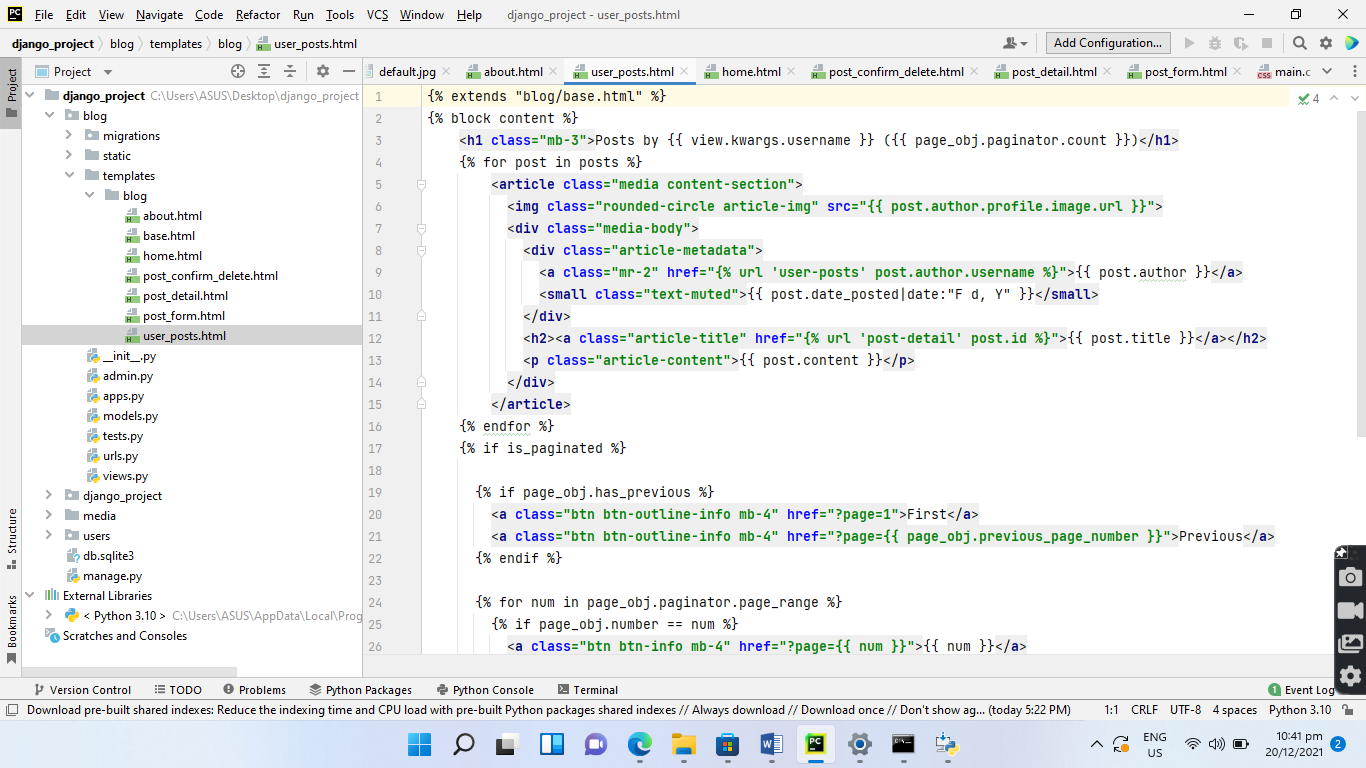 PC File Edit View Navigate Code Refactor Run Tools VCS Window Help django_project - user_posts.html
django_project blog templates blog user_posts.html Add Configuration...
Project default.jpg about.html user_posts.html home.html post_confirm_delete.html post_detail.html post_form.html main.c
Project
Structure
Bookmarks
django_project C:\Users\ASUS\Desktop\django_project
blog
migrations
static
templates
blog
about.html
base.html
home.html
post_confirm_delete.html
post_detail.html
post_form.html
user_posts.html
__init__.py
admin.py
apps.py
models.py
tests.py
urls.py
views.py
django_project
media
users
db.sqlite3
manage.py
External Libraries
< Python 3.10 > C:\Users\ASUS\AppData\Local\Prog
Scratches and Consoles
4
1 {% extends "blog/base.html" %}
2 {% block content %}
3 <h1 class="mb-3">Posts by {{ view.kwargs.username }} ({{ page_obj.paginator.count }})</h1>
4 {% for post in posts %}
5 <article class="media content-section">
6 <img class="rounded-circle article-img" src="{{ post.author.profile.image.url }}">
7 <div class="media-body">
8 <div class="article-metadata">
9 <a class="mr-2" href="{% url 'user-posts' post.author.username %}">{{ post.author }}</a>
10 <small class="text-muted">{{ post.date_posted|date:"F d, Y" }}</small>
11 </div>
12 <h2><a class="article-title" href="{% url 'post-detail' post.id %}">{{ post.title }}</a></h2>
13 <p class="article-content">{{ post.content }}</p>
14 </div>
15 </article>
16 {% endfor %}
17 {% if is_paginated %}
18
19 {% if page_obj.has_previous %}
20 <a class="btn btn-outline-info mb-4" href="?page=1">First</a>
21 <a class="btn btn-outline-info mb-4" href="?page={{ page_obj.previous_page_number }}">Previous</a>
22 {% endif %}
23
24 {% for num in page_obj.paginator.page_range %}
25 {% if page_obj.number == num %}
26 <a class="btn btn-info mb-4" href="?page={{ num }}">{{ num }}</a>
Version Control TODO Problems Python Packages Python Console Terminal 1 Event Log
Download pre-built shared indexes: Reduce the indexing time and CPU load with pre-built Python packages shared indexes // Always download // Download once // Don't show ag... (today 5:22 PM) 1:1 CRLF UTF-8 4 spaces Python 3.10
ENG
US
10:41 pm
20/12/2021
2